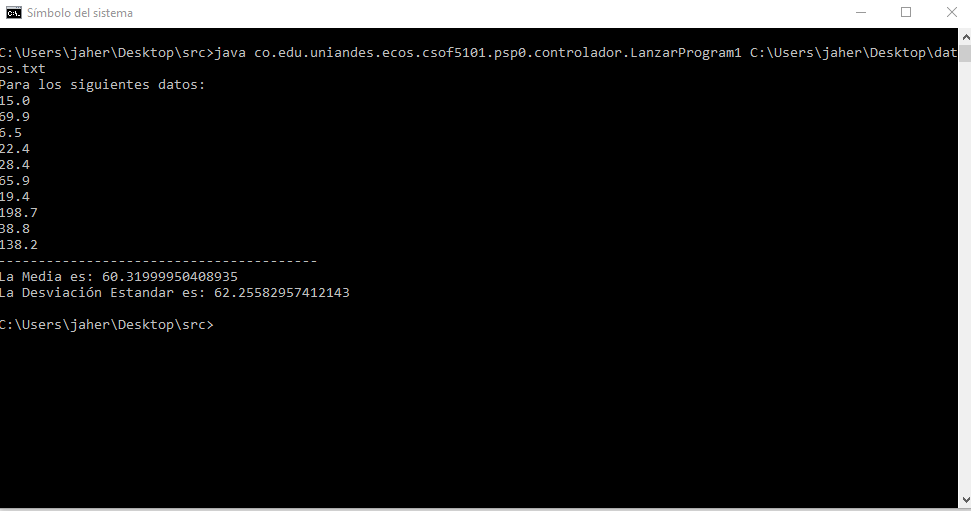 Símbolo del sistema
C:\Users\jaher\Desktop\src>java co.edu.uniandes.ecos.csof5101.psp0.controlador.LanzarProgram1 C:\Users\jaher\Desktop\dat
os.txt
Para los siguientes datos:
15.0
69.9
6.5
22.4
28.4
65.9
19.4
198.7
38.8
138.2
----------------------------------------
La Media es: 60.31999950408935
La Desviación Estandar es: 62.25582957412143
C:\Users\jaher\Desktop\src>